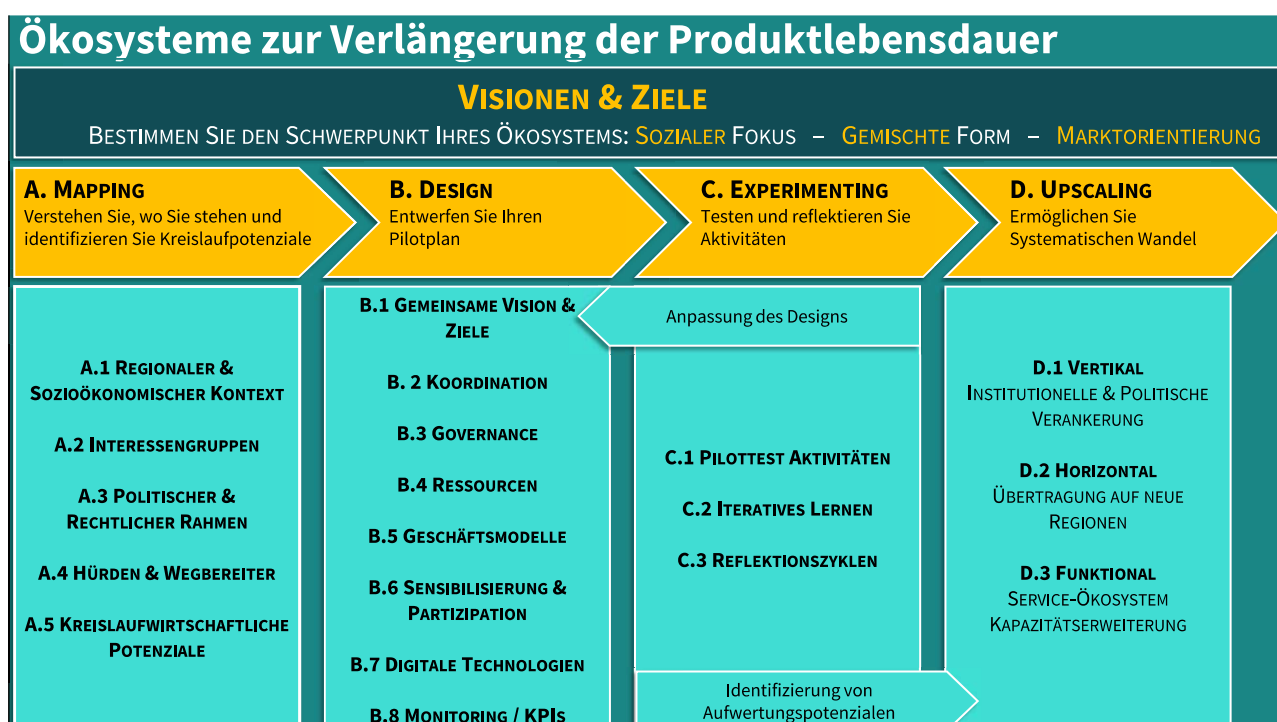 Ökosysteme zur Verlängerung der Produktlebensdauer
VISIONEN & ZIELE
BESTIMMEN SIE DEN SCHWERPUNKT IHRES ÖKOSYSTEMS: SOZIALER FOKUS – GEMISCHTE FORM – MARKTORIENTIERUNG
A. MAPPING
Verstehen Sie, wo Sie stehen und
identifizieren Sie Kreislaufpotenziale
B. DESIGN
Entwerfen Sie Ihren
Pilotplan
C. EXPERIMENTING
Testen und reflektieren Sie
Aktivitäten
D. UPSCALING
Ermöglichen Sie
Systematischen Wandel
A.1 REGIONALER &
SOZIOÖKONOMISCHER KONTEXT
A.2 INTERESSENGRUPPEN
A.3 POLITISCHER &
RECHTLICHER RAHMEN
A.4 HÜRDEN & WEGBEREITER
A.5 KREISLAUFWIRTSCHAFTLICHE
POTENZIALE
B.1 GEMEINSAME VISION &
ZIELE
B. 2 KOORDINATION
B.3 GOVERNANCE
B.4 RESSOURCEN
B.5 GESCHÄFTSMODELLE
B.6 SENSIBILISIERUNG &
PARTIZIPATION
B.7 DIGITALE TECHNOLOGIEN
B.8 MONITORING / KPIS
Anpassung des Designs
C.1 PILOTTEST AKTIVITÄTEN
C.2 ITERATIVES LERNEN
C.3 REFLEKTIONSZYKLEN
Identifizierung von
Aufwertungspotenzialen
D.1 VERTIKAL
INSTITUTIONELLE & POLITISCHE
VERANKERUNG
D.2 HORIZONTAL
ÜBERTRAGUNG AUF NEUE
REGIONEN
D.3 FUNKTIONAL
SERVICE-ÖKOSYSTEM
KAPAZITÄTSERWEITERUNG